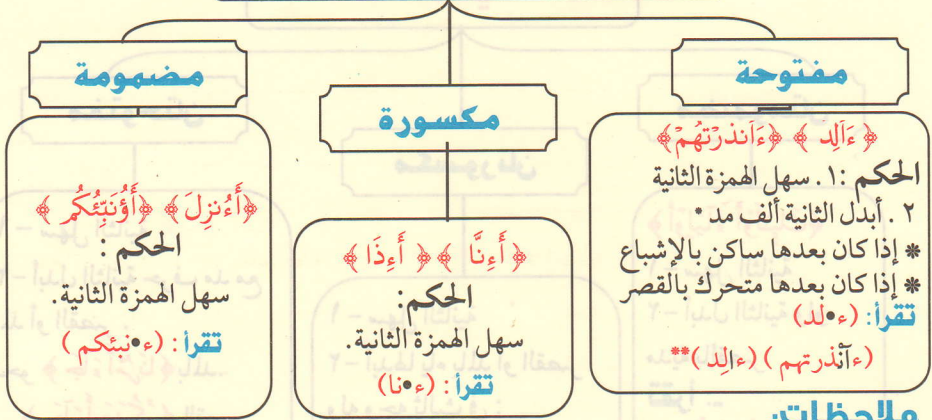 مفتوحة
﴿ ءَأَلِد ﴾ ﴿ءَأَنذَرْتَهُمْ﴾
الحكم : ١. سهل الهمزة الثانية
٢ . أبدل الثانية ألف مد *
* إذا كان بعدها ساكن بالإشباع
* إذا كان بعدها متحرك بالقصر
تقرأ: (ء•لد)
(ءآنذرتهم) (ءالِد)**
مكسورة
﴿ أَءِنَّا ﴾ ﴿ أَءِذَا ﴾
الحكم:
سهل الهمزة الثانية.
تقرأ : (ء•نا)
مضمومة
﴿أَءُنزِلَ﴾ ﴿أَؤُنَبِّئُكُم ﴾
الحكم :
سهل الهمزة الثانية.
تقرأ : (ء•نبئكم )
ملاحظات: